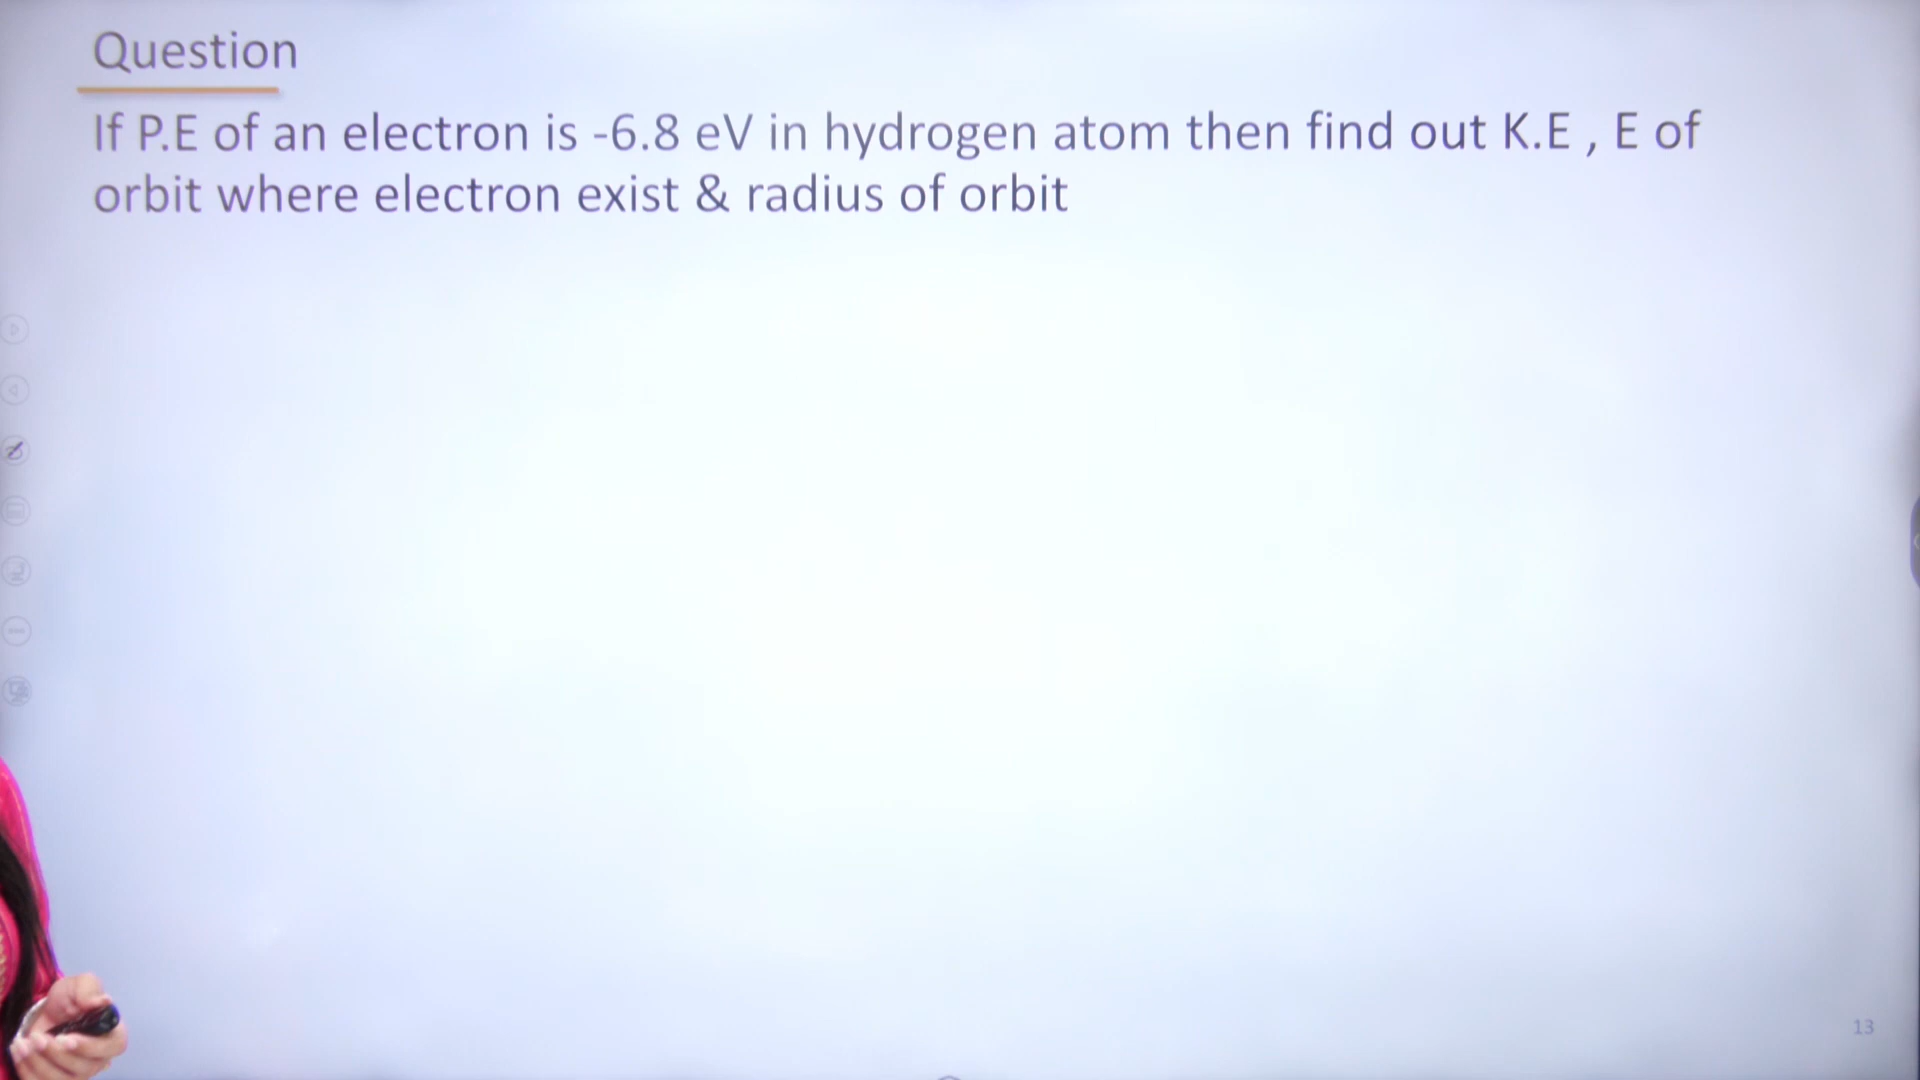 Question
If P.E of an electron is -6.8 eV in hydrogen atom then find out K.E , E of
orbit where electron exist & radius of orbit
13